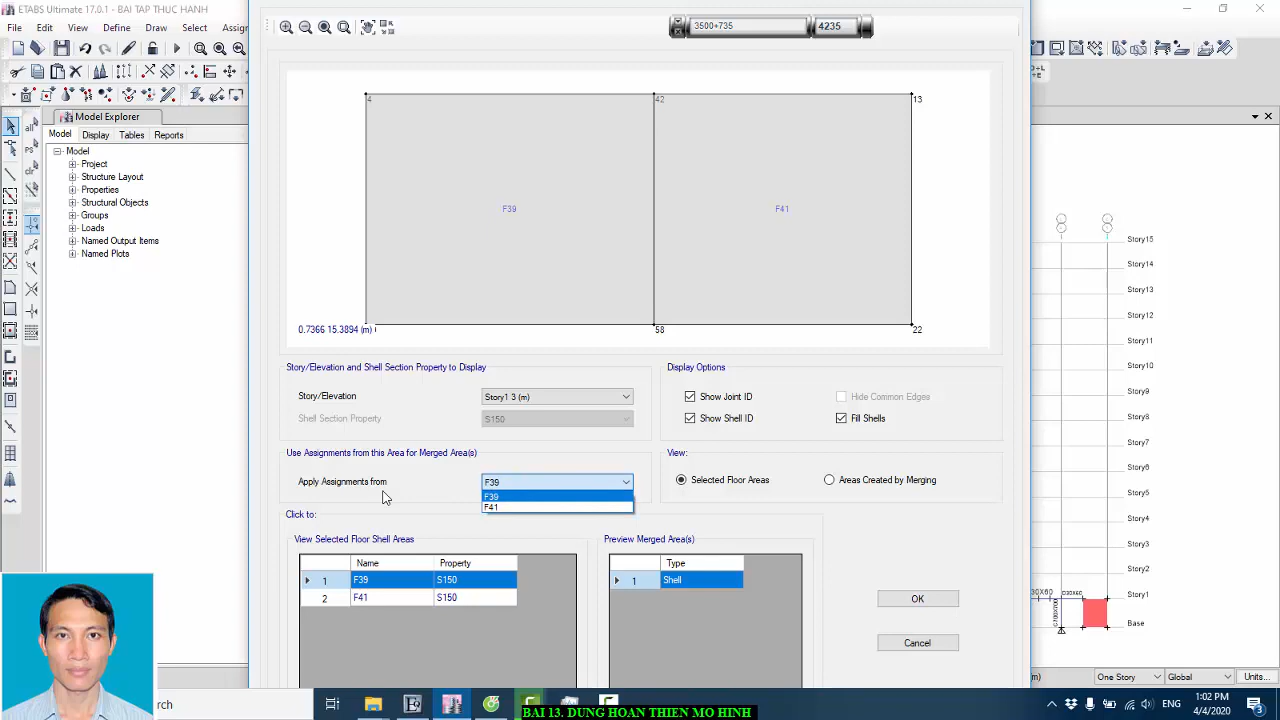 ETABS Ultimate 17.0.1 - BAI TAP THUC HANH
File Edit View Define Draw Select Assign
3500+735
4235
Model Explorer
Model Display Tables Reports
Model
Project
Structure Layout
Properties
Structural Objects
Groups
Loads
Named Output Items
Named Plots
4
42
13
F39
F41
0.7366 15.3894 (m)
58
22
Story/Elevation and Shell Section Property to Display
Story/Elevation
Story1 3 (m)
Shell Section Property
S150
Display Options
Show Joint ID
Hide Common Edges
Show Shell ID
Fill Shells
Use Assignments from this Area for Merged Area(s)
Apply Assignments from
F39
F39
F41
View:
Selected Floor Areas
Areas Created by Merging
Click to:
View Selected Floor Shell Areas
Name Property
1 F39 S150
2 F41 S150
Preview Merged Area(s)
Type
1 Shell
OK
Cancel
Story15
Story14
Story13
Story12
Story11
Story10
Story9
Story8
Story7
Story6
Story5
Story4
Story3
Story2
Story1
Base
C30X60
One Story
Global
Units...
1:02 PM
4/4/2020
BAI 13. DUNG HOAN THIEN MO HINH